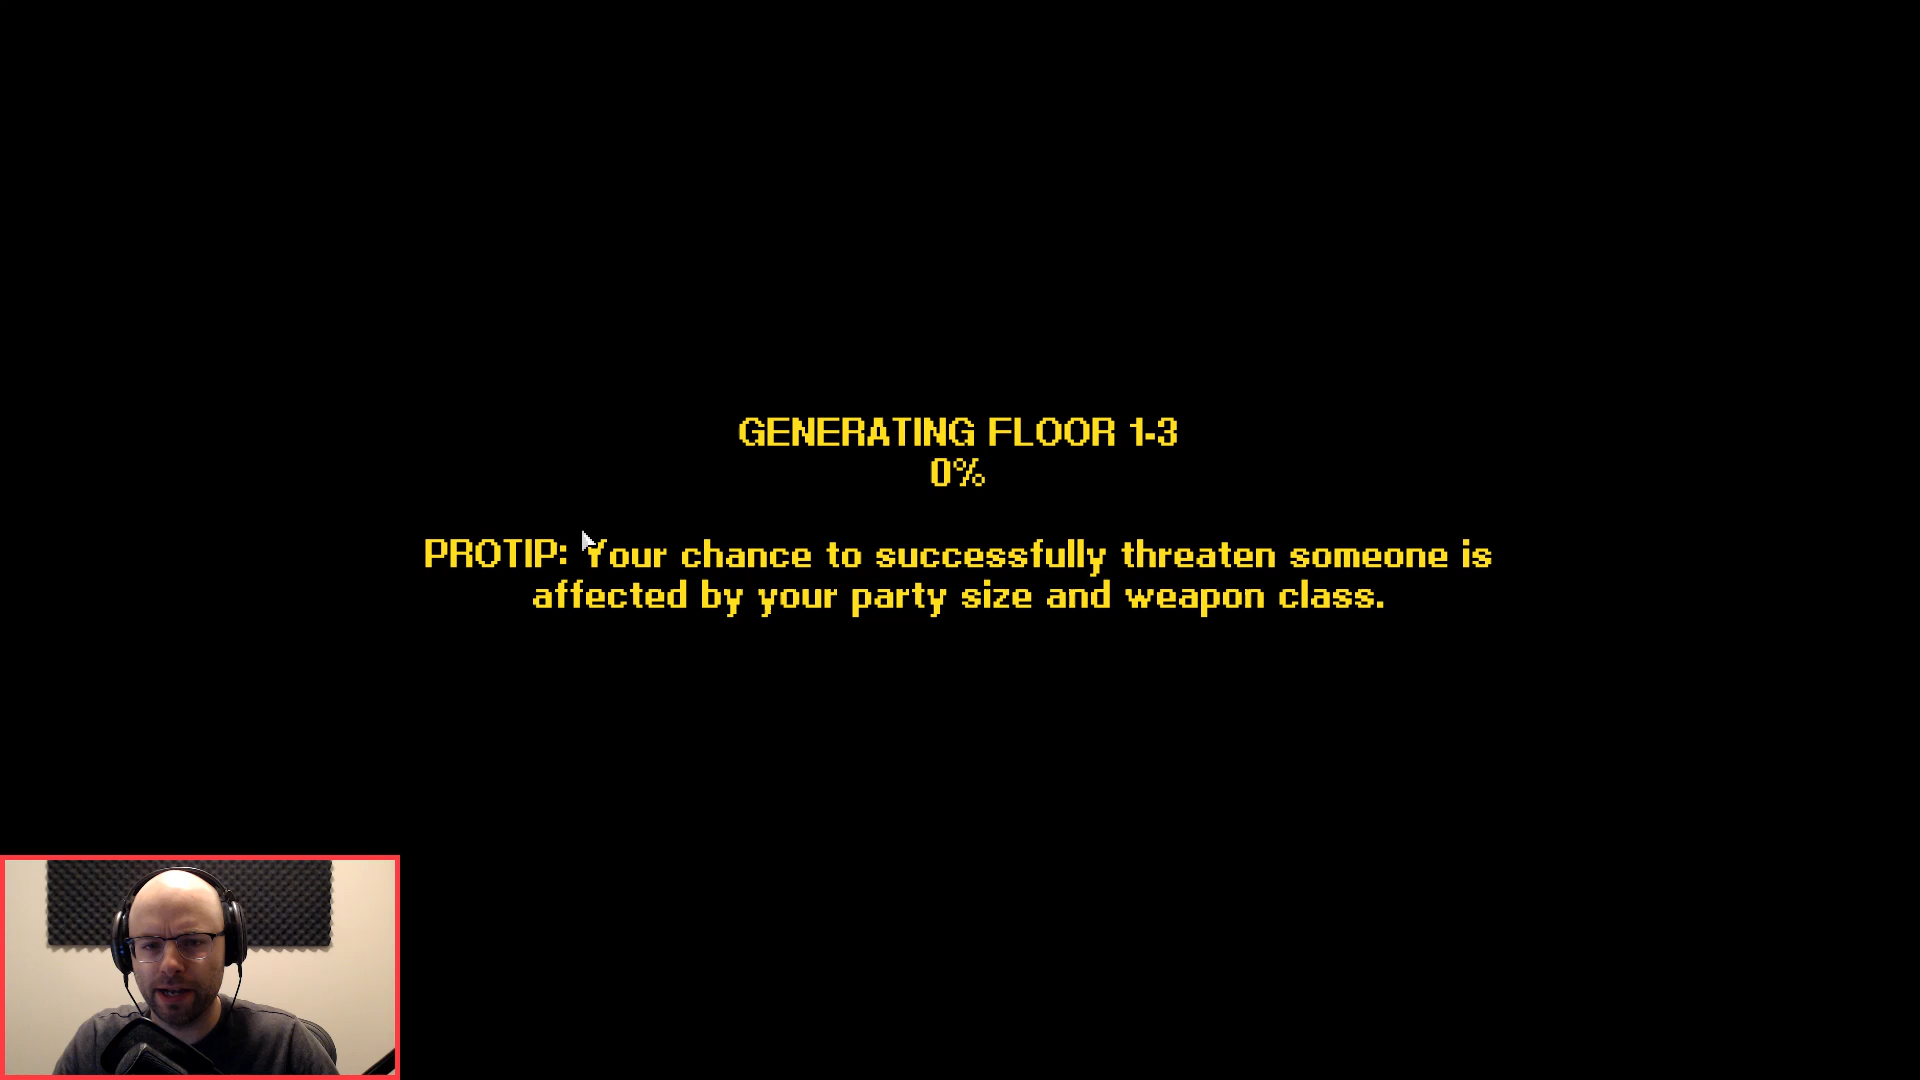 GENERATING FLOOR 1-3
0%
PROTIP: Your chance to successfully threaten someone is
affected by your party size and weapon class.